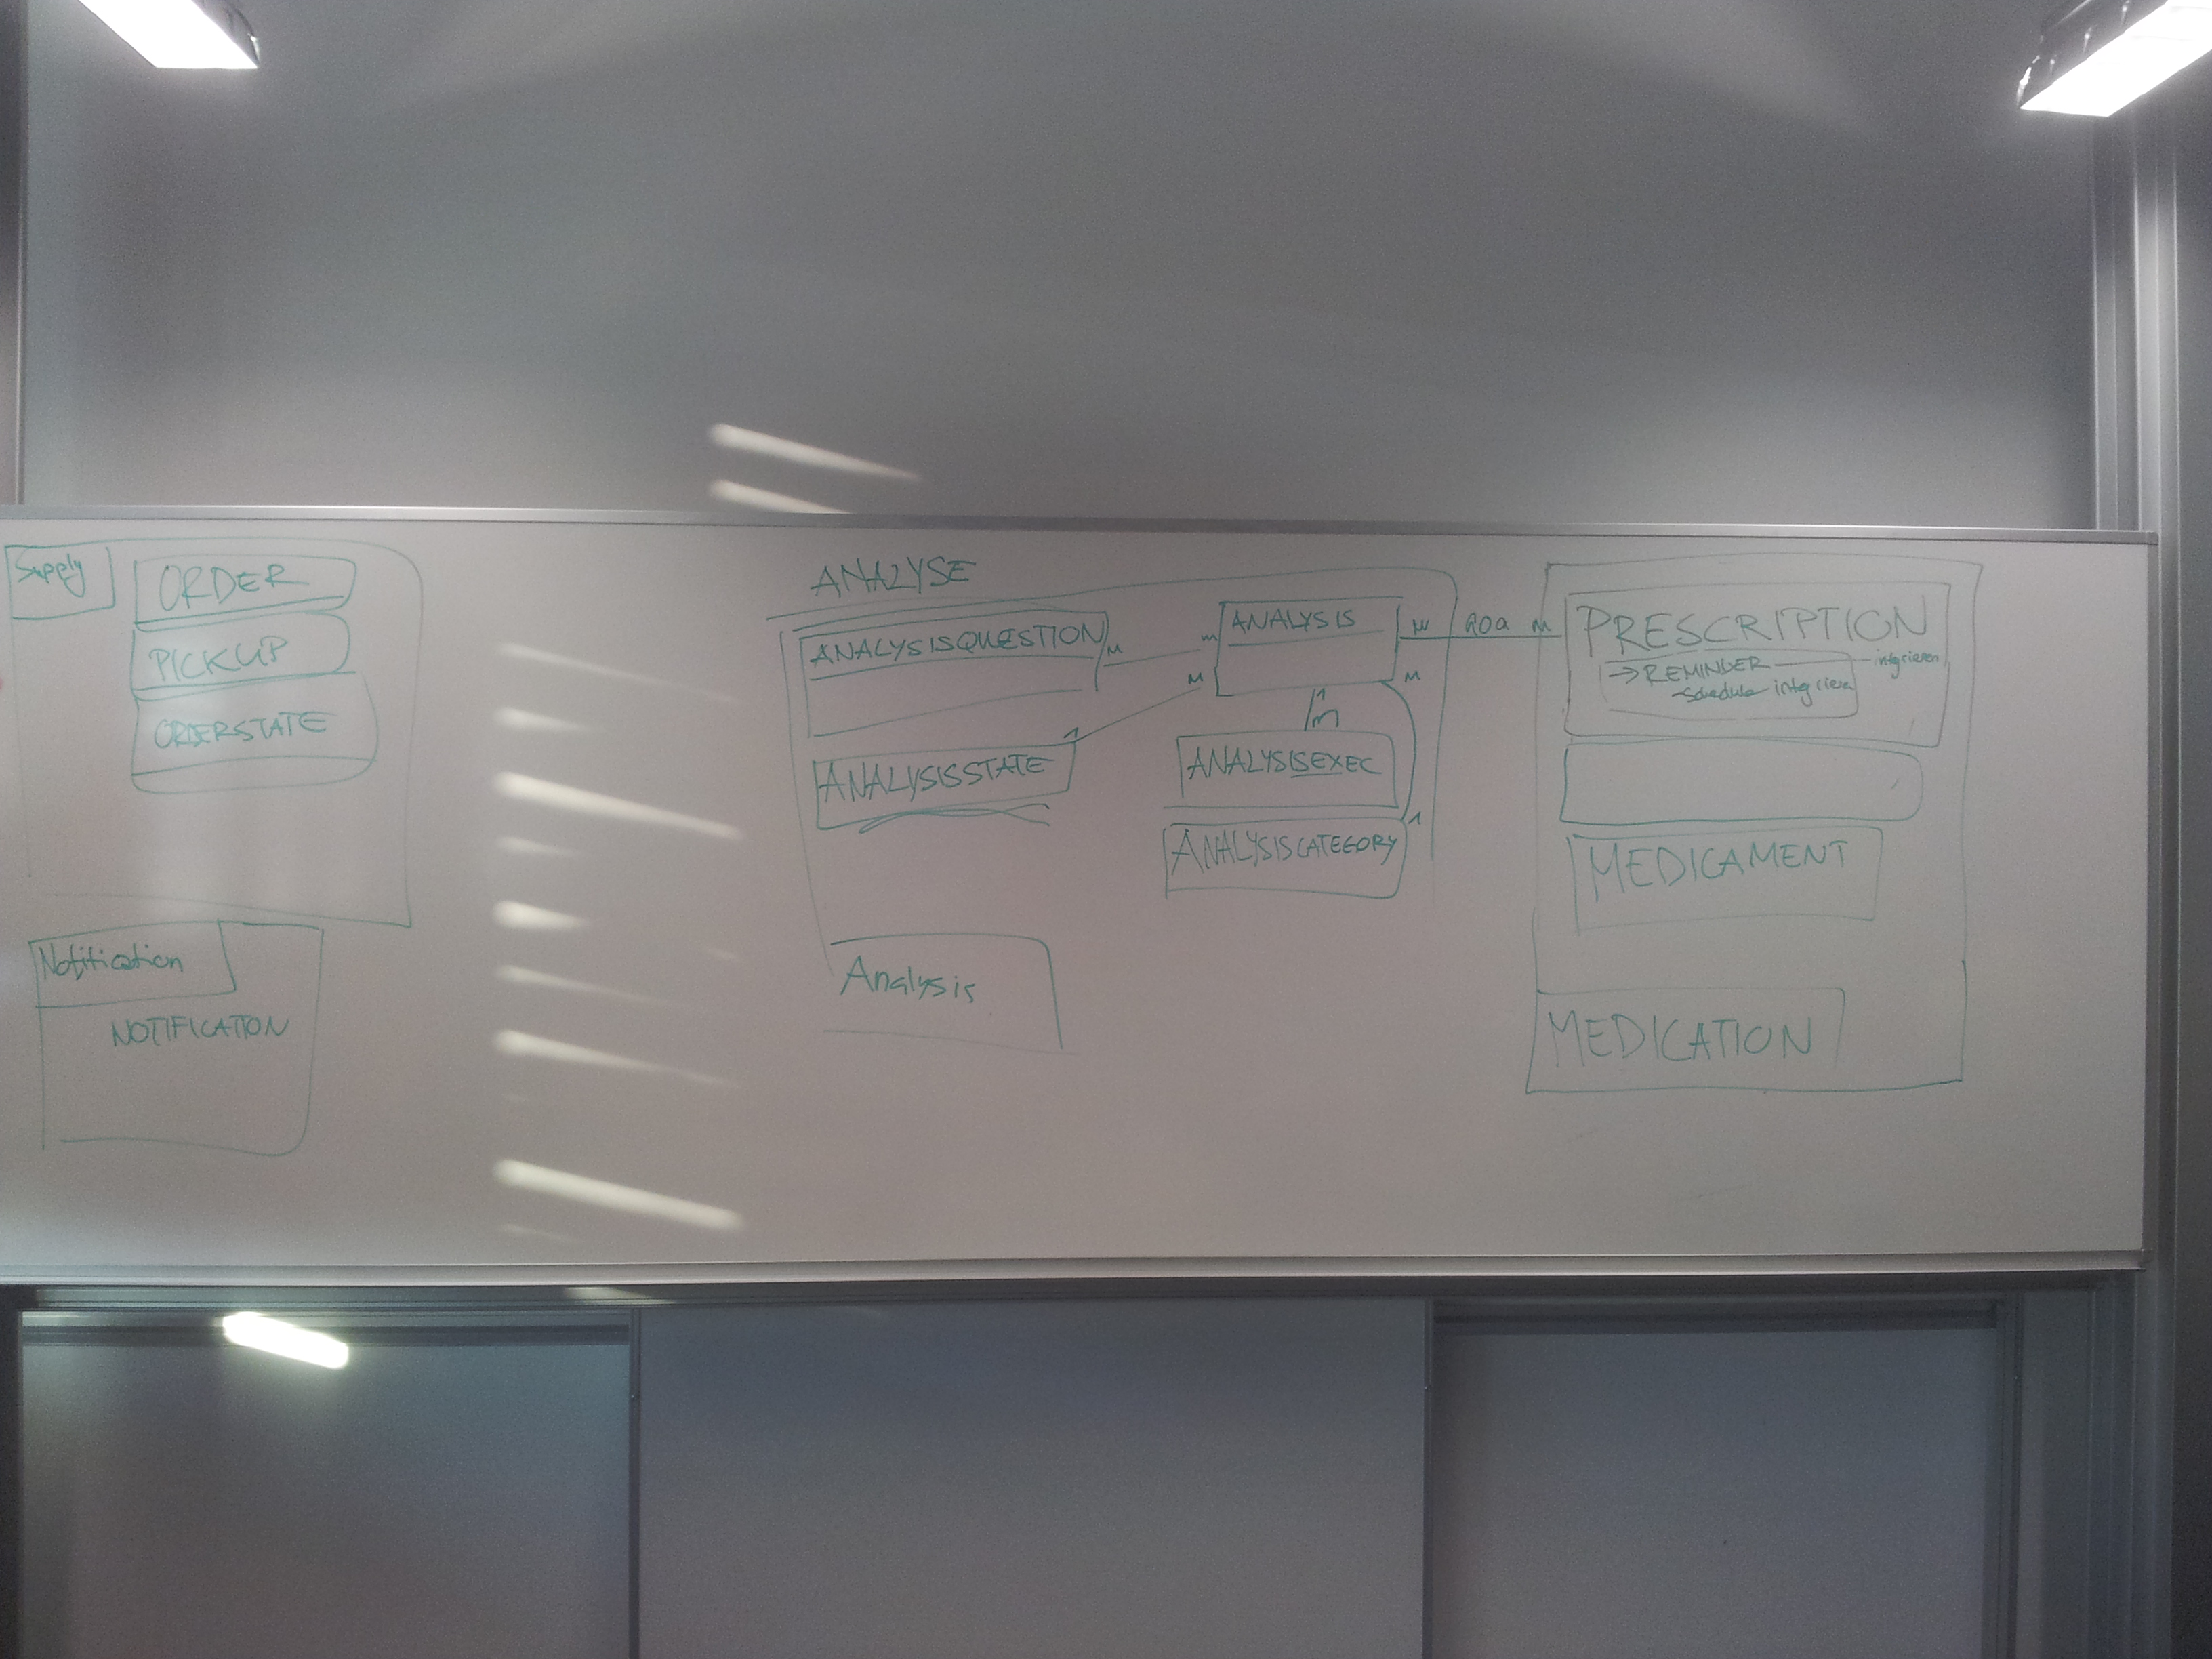 Supply
ORDER
PICKUP
ORDERSTATE
Notification
NOTIFICATION
ANALYSE
ANALYSISQUESTION
M
m
ANALYSIS
M
M
1
M
1
m
ANALYSISSTATE
ANALYSISEXEC
1
ANALYSISCATEGORY
Analysis
M
PRESCRIPTION
→ REMINDER — integrieren
- Schedule integrieren
MEDICAMENT
MEDICATION